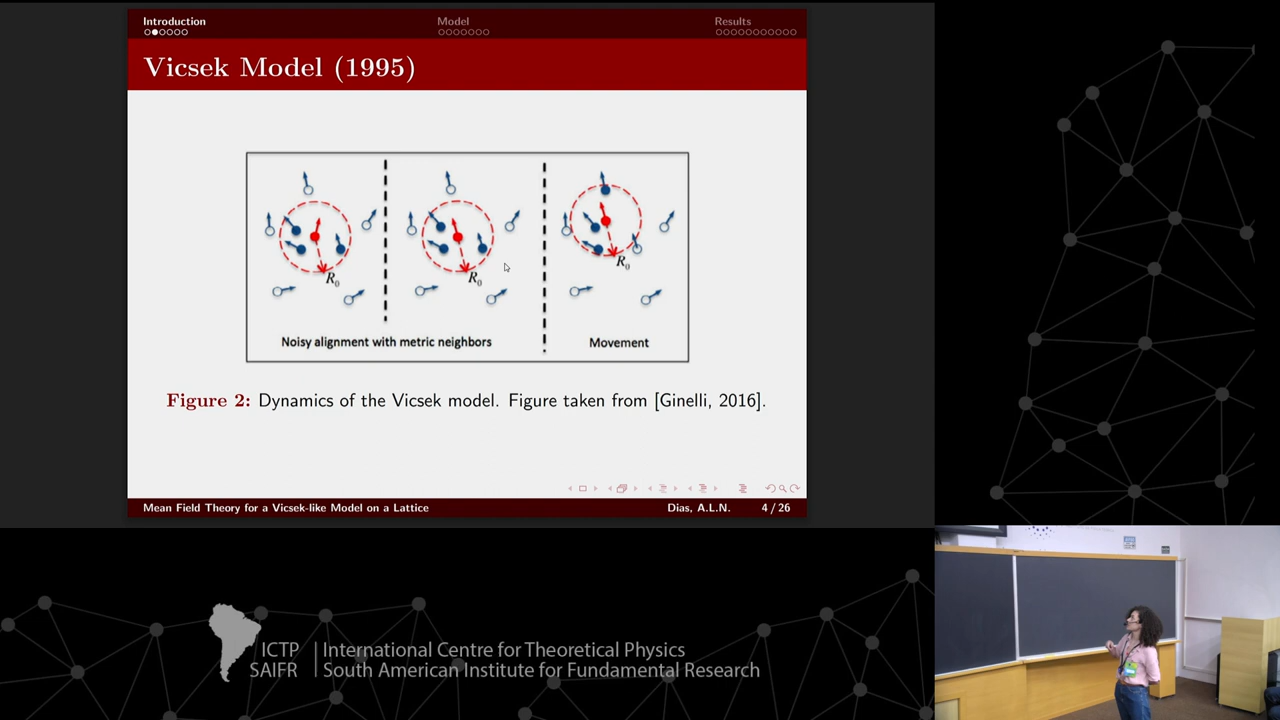 Introduction
Model
Results
Vicsek Model (1995)
R0
R0
R0
Noisy alignment with metric neighbors
Movement
Figure 2: Dynamics of the Vicsek model. Figure taken from [Ginelli, 2016].
Mean Field Theory for a Vicsek-like Model on a Lattice
Dias, A.L.N.
4 / 26
ICTP
SAIFR
International Centre for Theoretical Physics
South American Institute for Fundamental Research